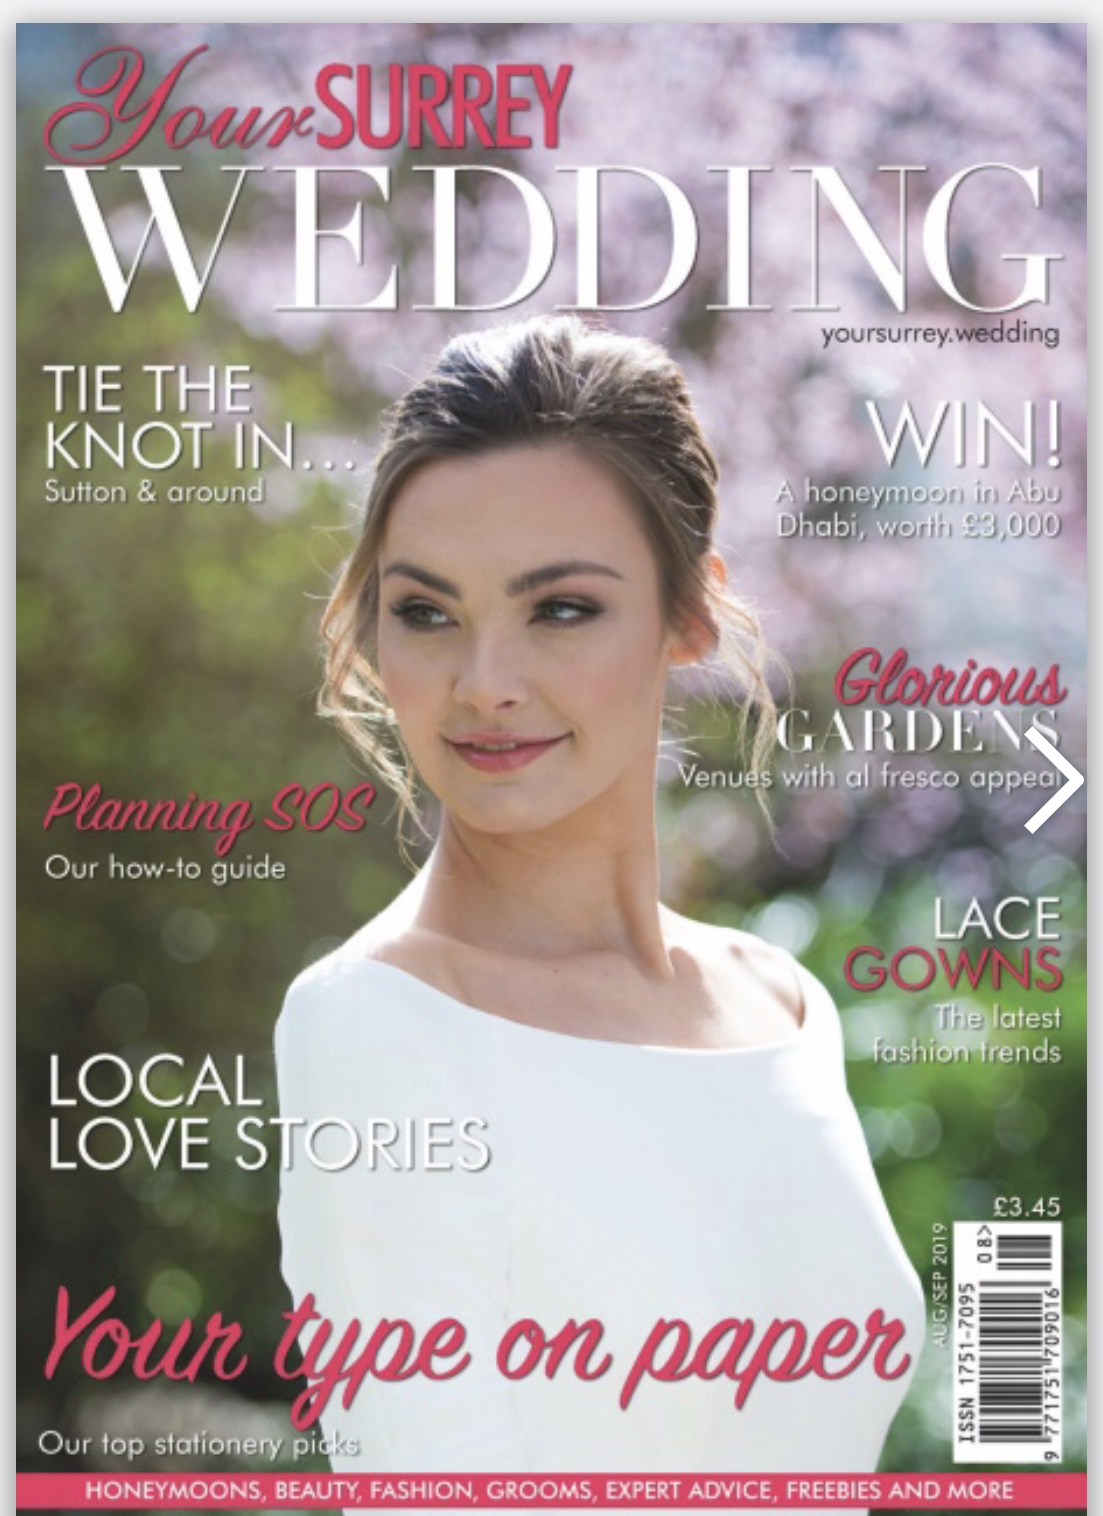 Your SURREY
WEDDING
yoursurrey.wedding
TIE THE
KNOT IN...
Sutton & around
WIN!
A honeymoon in Abu
Dhabi, worth £3,000
Glorious
GARDENS
Venues with al fresco appeal
Planning SOS
Our how-to guide
LACE
GOWNS
The latest
fashion trends
LOCAL
LOVE STORIES
£3.45
AUG/SEP 2019
ISSN 1751-7095
08>
9 771751 709016
Your type on paper
Our top stationery picks
HONEYMOONS, BEAUTY, FASHION, GROOMS, EXPERT ADVICE, FREEBIES AND MORE